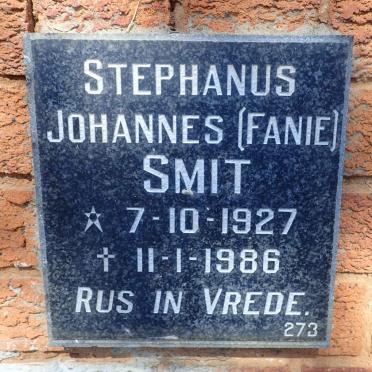 STEPHANUS
JOHANNES (FANIE)
SMIT
☆ 7-10-1927
✝ 11-1-1986
RUS IN VREDE.
273